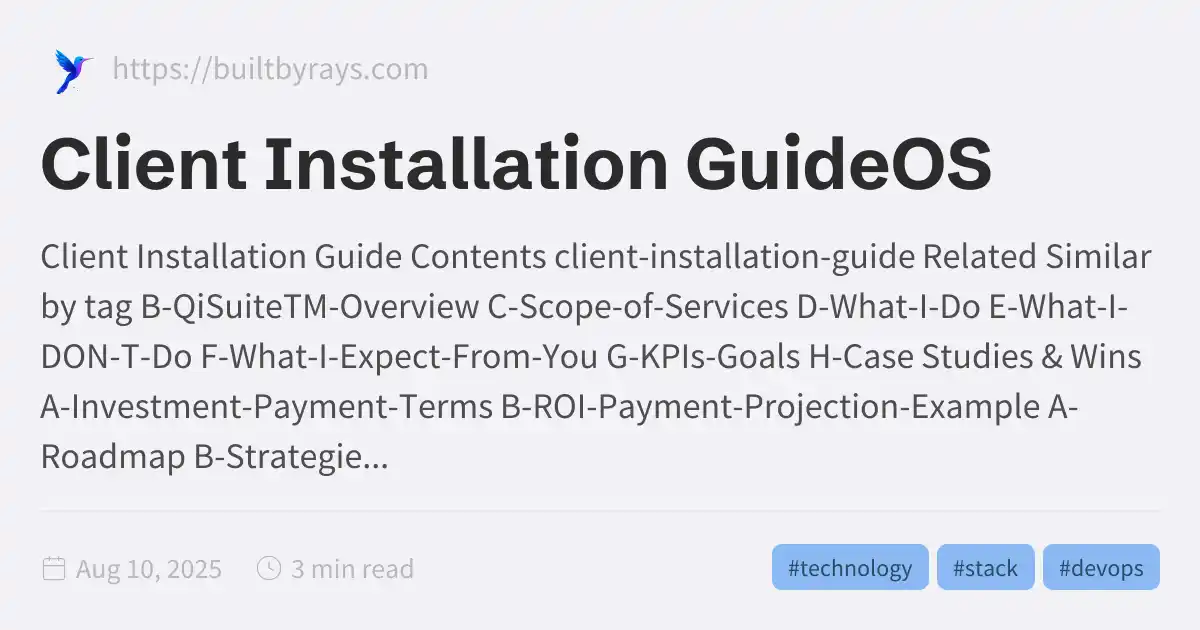 https://builtbyrays.com
Client Installation GuideOS
Client Installation Guide Contents client-installation-guide Related Similar
by tag B-QiSuiteTM-Overview C-Scope-of-Services D-What-I-Do E-What-I-
DON-T-Do F-What-I-Expect-From-You G-KPIs-Goals H-Case Studies & Wins
A-Investment-Payment-Terms B-ROI-Payment-Projection-Example A-
Roadmap B-Strategie...
Aug 10, 2025 3 min read #technology #stack #devops